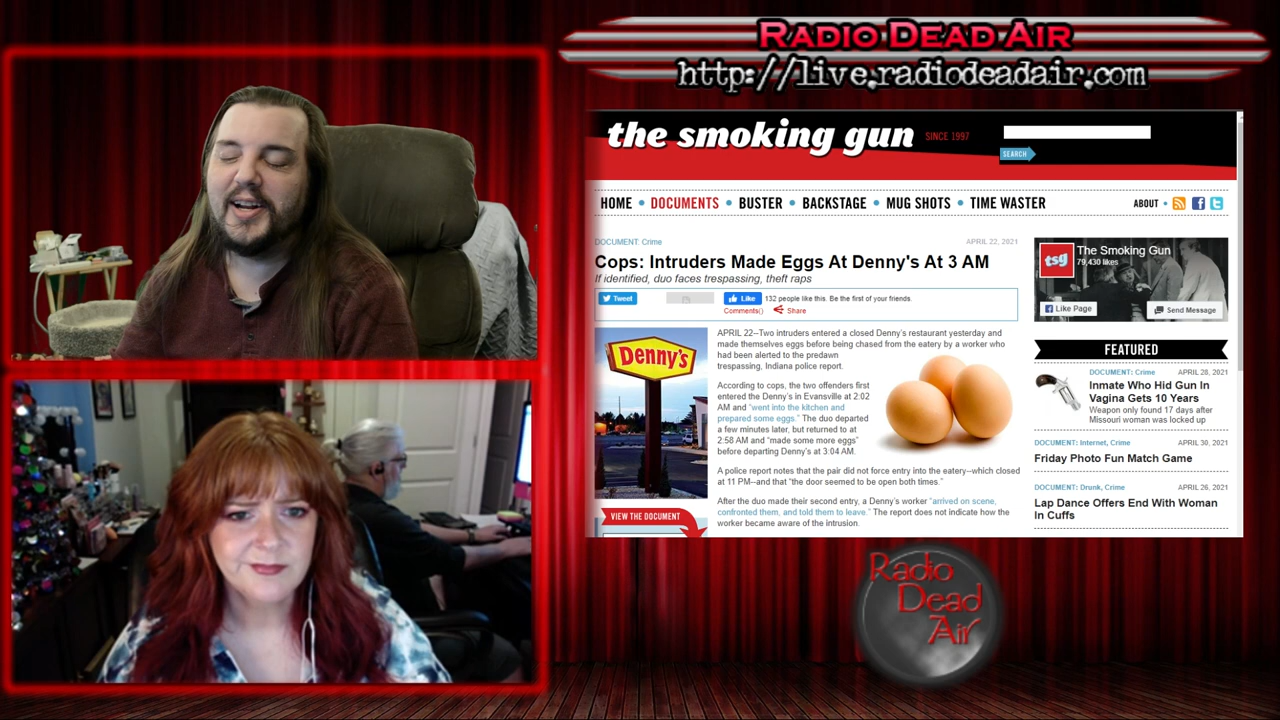 RADIO DEAD AIR
http://live.radiodeadair.com
the smoking gun SINCE 1997
SEARCH
HOME • DOCUMENTS • BUSTER • BACKSTAGE • MUG SHOTS • TIME WASTER
ABOUT •
DOCUMENT: Crime
APRIL 22, 2021
Cops: Intruders Made Eggs At Denny's At 3 AM
If identified, duo faces trespassing, theft raps
Tweet
Like 132 people like this. Be the first of your friends.
Comments() Share
Denny's
VIEW THE DOCUMENT
APRIL 22--Two intruders entered a closed Denny's restaurant yesterday and
made themselves eggs before being chased from the eatery by a worker who
had been alerted to the predawn
trespassing, Indiana police report.
According to cops, the two offenders first
entered the Denny's in Evansville at 2:02
AM and “went into the kitchen and
prepared some eggs.” The duo departed
a few minutes later, but returned to at
2:58 AM and “made some more eggs”
before departing Denny's at 3:04 AM.
A police report notes that the pair did not force entry into the eatery--which closed
at 11 PM--and that “the door seemed to be open both times.”
After the duo made their second entry, a Denny's worker “arrived on scene,
confronted them, and told them to leave.” The report does not indicate how the
worker became aware of the intrusion.
tsg
The Smoking Gun
79,430 likes
Like Page
Send Message
FEATURED
DOCUMENT: Crime APRIL 28, 2021
Inmate Who Hid Gun In
Vagina Gets 10 Years
Weapon only found 17 days after
Missouri woman was locked up
DOCUMENT: Internet, Crime APRIL 30, 2021
Friday Photo Fun Match Game
DOCUMENT: Drunk, Crime APRIL 26, 2021
Lap Dance Offers End With Woman
In Cuffs
Radio
Dead
Air